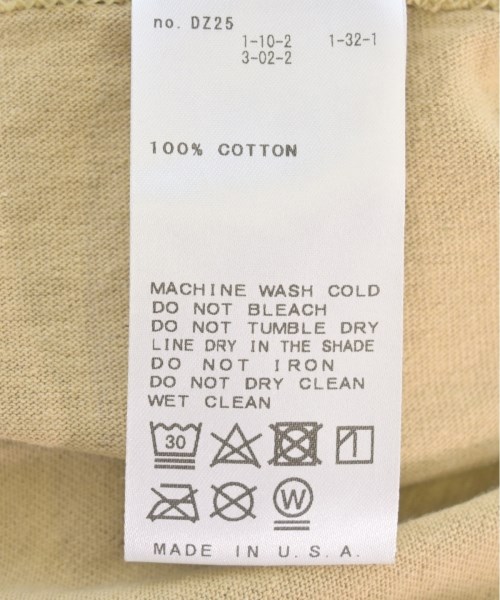 no. DZ25
1-10-2 1-32-1
3-02-2
100% COTTON
MACHINE WASH COLD
DO NOT BLEACH
DO NOT TUMBLE DRY
LINE DRY IN THE SHADE
DO NOT IRON
DO NOT DRY CLEAN
WET CLEAN
30
W
MADE IN U.S.A.